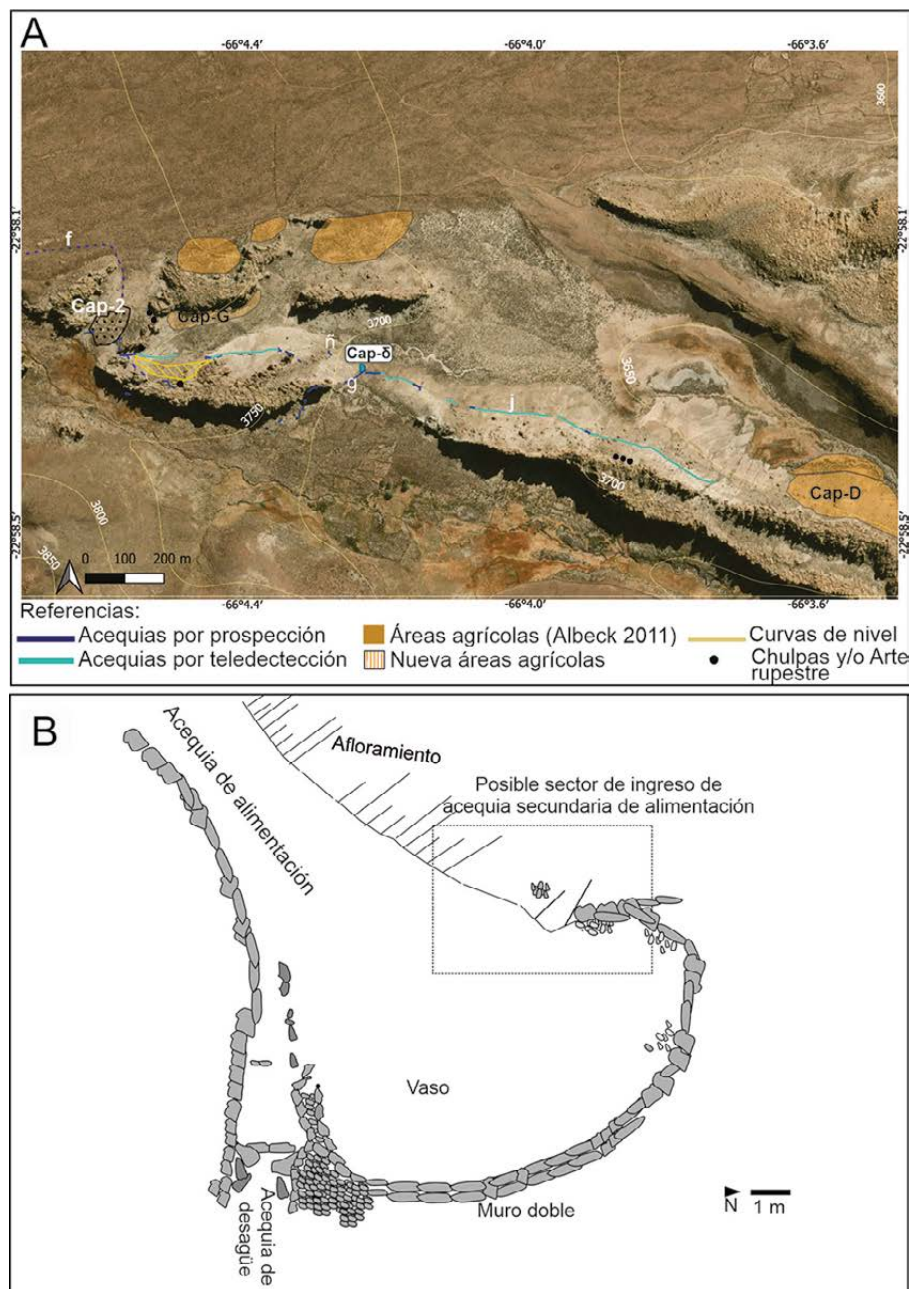 A
-66°4.4' -66°4.0' -66°3.6'
3600
-22°58.1' -22°58.1'
f
Cap-2
Cap-G
3700
ñ
Cap-δ
g
3650
j
3750
3700
Cap-D
3800
3850
-22°58.5' -22°58.5'
0 100 200 m
-66°4.4' -66°4.0' -66°3.6'
Referencias:
Acequias por prospección
Áreas agrícolas (Albeck 2011)
Curvas de nivel
Acequias por teledectección
Nueva áreas agrícolas
Chulpas y/o Arte
rupestre
B
Acequia de alimentación
Afloramiento
Posible sector de ingreso de
acequia secundaria de alimentación
Vaso
Acequia de
desagüe
Muro doble
N 1 m